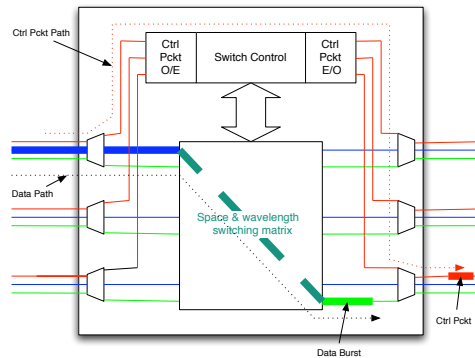 Ctrl Pckt Path
Ctrl
Pckt
O/E
Switch Control
Ctrl
Pckt
E/O
Data Path
Space & wavelength
switching matrix
Ctrl Pckt
Data Burst